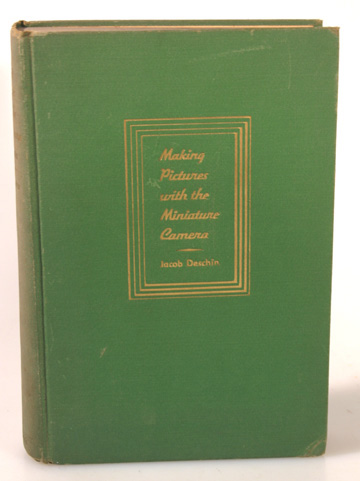 Making
Pictures
with the
Miniature
Camera
Jacob Deschin